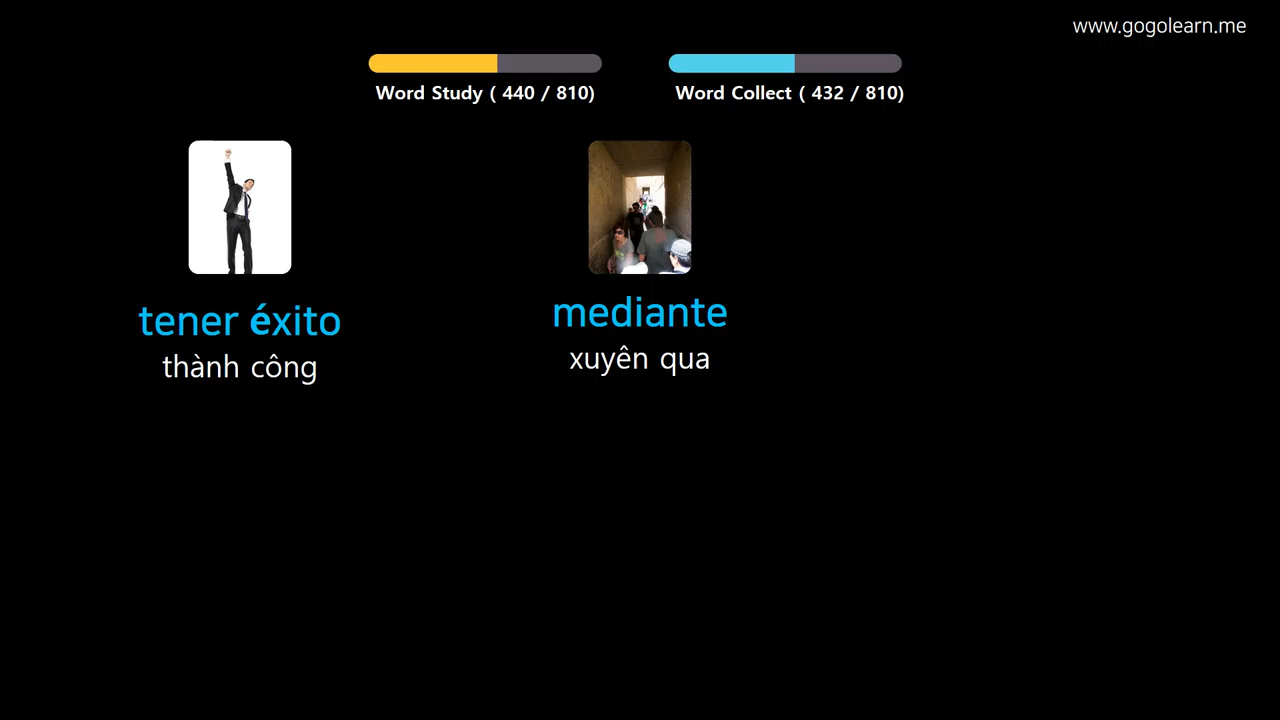 www.gogolearn.me
Word Study ( 440 / 810)
Word Collect ( 432 / 810)
tener éxito
thành công
mediante
xuyên qua